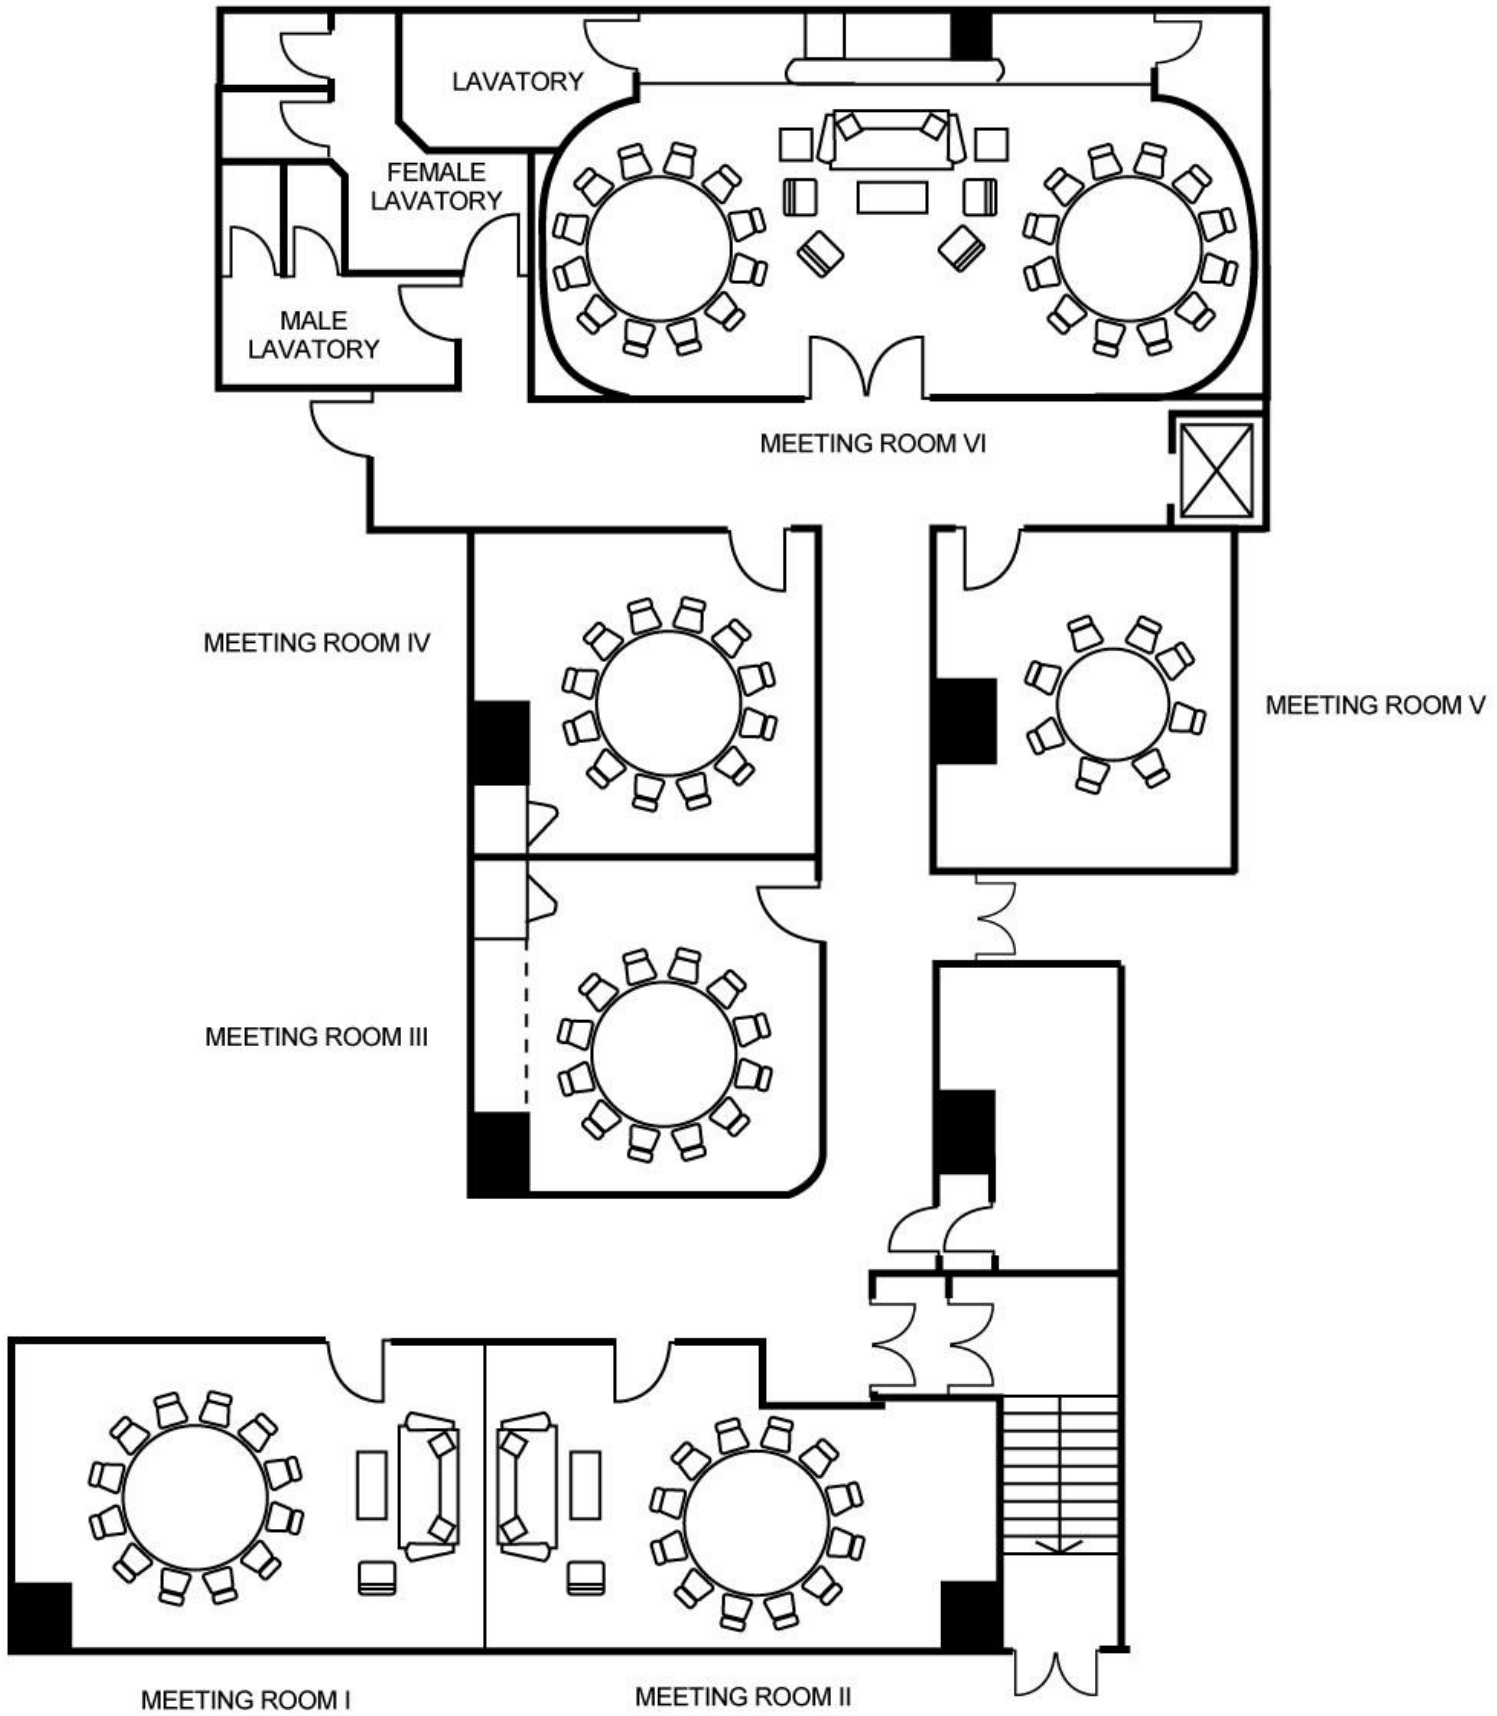 LAVATORY
FEMALE
LAVATORY
MALE
LAVATORY
MEETING ROOM VI
MEETING ROOM IV
MEETING ROOM V
MEETING ROOM III
MEETING ROOM I
MEETING ROOM II